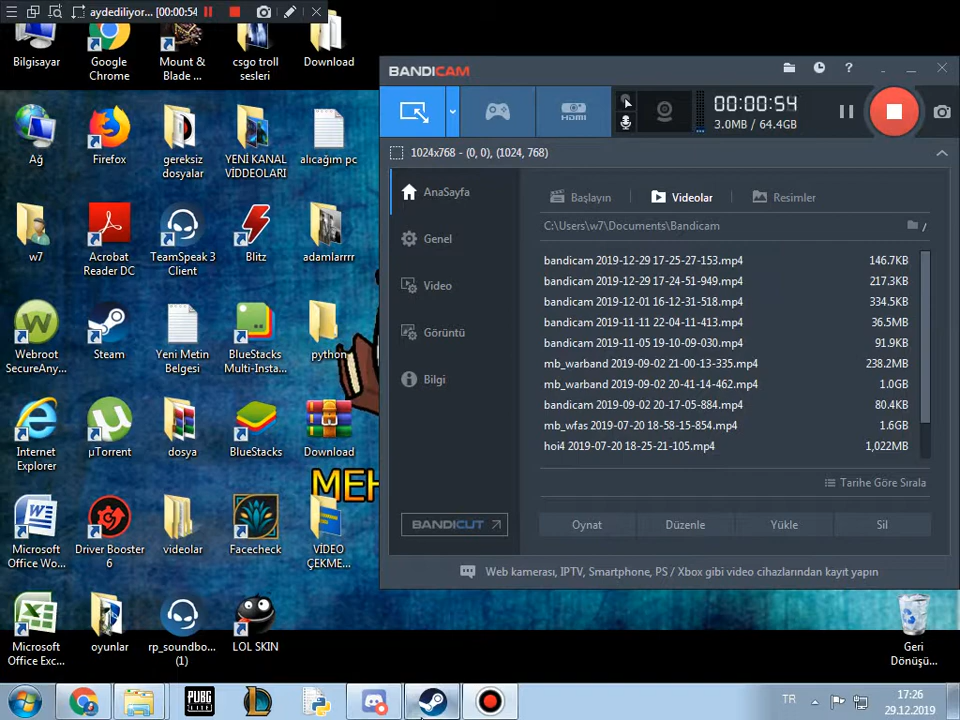 aydediliyor... [00:00:54]
Bilgisayar
Google Chrome
Mount & Blade ...
csgo troll sesleri
Download
Ağ
Firefox
gereksiz dosyalar
YENİ KANAL VİDDEOLARI
alıcağım pc
w7
Acrobat Reader DC
TeamSpeak 3 Client
Blitz
adamlarrrr
Webroot SecureAny...
Steam
Yeni Metin Belgesi
BlueStacks Multi-Insta...
python
Internet Explorer
µTorrent
dosya
BlueStacks
Download
MEH
Microsoft Office Wo...
Driver Booster 6
videolar
Facecheck
VIDEO ÇEKME...
Microsoft Office Exc...
oyunlar
rp_soundbo... (1)
LOL SKIN
Geri Dönüşü...
BANDICAM
HDMI
00:00:54
3.0MB / 64.4GB
1024x768 - (0, 0), (1024, 768)
AnaSayfa
Genel
Video
Görüntü
Bilgi
BANDICUT
Başlayın
Videolar
Resimler
C:\Users\w7\Documents\Bandicam
bandicam 2019-12-29 17-25-27-153.mp4 146.7KB
bandicam 2019-12-29 17-24-51-949.mp4 217.3KB
bandicam 2019-12-01 16-12-31-518.mp4 334.5KB
bandicam 2019-11-11 22-04-11-413.mp4 36.5MB
bandicam 2019-11-05 19-10-09-030.mp4 91.9KB
mb_warband 2019-09-02 21-00-13-335.mp4 238.2MB
mb_warband 2019-09-02 20-41-14-462.mp4 1.0GB
bandicam 2019-09-02 20-17-05-884.mp4 80.4KB
mb_wfas 2019-07-20 18-58-15-854.mp4 1.6GB
hoi4 2019-07-20 18-25-21-105.mp4 1,022MB
Tarihe Göre Sırala
Oynat
Düzenle
Yükle
Sil
Web kamerası, IPTV, Smartphone, PS / Xbox gibi video cihazlarından kayıt yapın
PUBG LITE
TR
17:26
29.12.2019